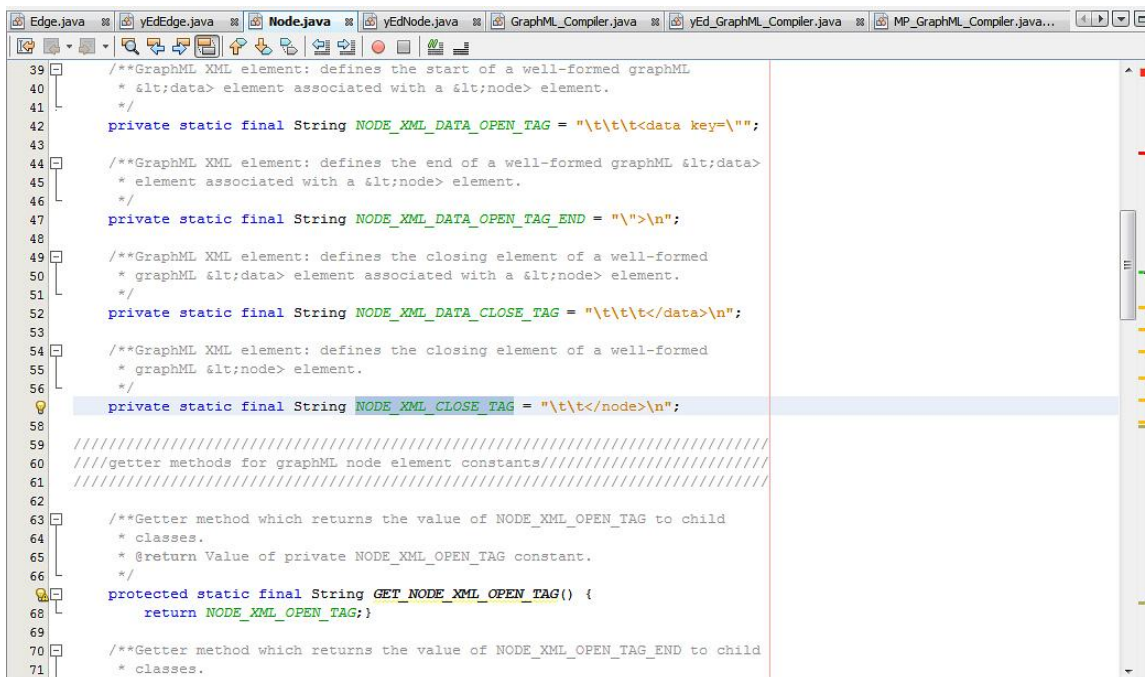 Edge.java yEdEdge.java Node.java yEdNode.java GraphML_Compiler.java yEd_GraphML_Compiler.java MP_GraphML_Compiler.java...
39 /**GraphML XML element: defines the start of a well-formed graphML
40 * &lt;data> element associated with a &lt;node> element.
41 */
42 private static final String NODE_XML_DATA_OPEN_TAG = "\t\t\t<data key=\"";
43
44 /**GraphML XML element: defines the end of a well-formed graphML &lt;data>
45 * element associated with a &lt;node> element.
46 */
47 private static final String NODE_XML_DATA_OPEN_TAG_END = "\">\n";
48
49 /**GraphML XML element: defines the closing element of a well-formed
50 * graphML &lt;data> element associated with a &lt;node> element.
51 */
52 private static final String NODE_XML_DATA_CLOSE_TAG = "\t\t\t</data>\n";
53
54 /**GraphML XML element: defines the closing element of a well-formed
55 * graphML &lt;node> element.
56 */
private static final String NODE_XML_CLOSE_TAG = "\t\t</node>\n";
58
59 ///////////////////////////////////////////////////////////////////////////////
60 ////getter methods for graphML node element constants//////////////////////////
61 ///////////////////////////////////////////////////////////////////////////////
62
63 /**Getter method which returns the value of NODE_XML_OPEN_TAG to child
64 * classes.
65 * @return Value of private NODE_XML_OPEN_TAG constant.
66 */
protected static final String GET_NODE_XML_OPEN_TAG() {
68 return NODE_XML_OPEN_TAG;}
69
70 /**Getter method which returns the value of NODE_XML_OPEN_TAG_END to child
71 * classes.